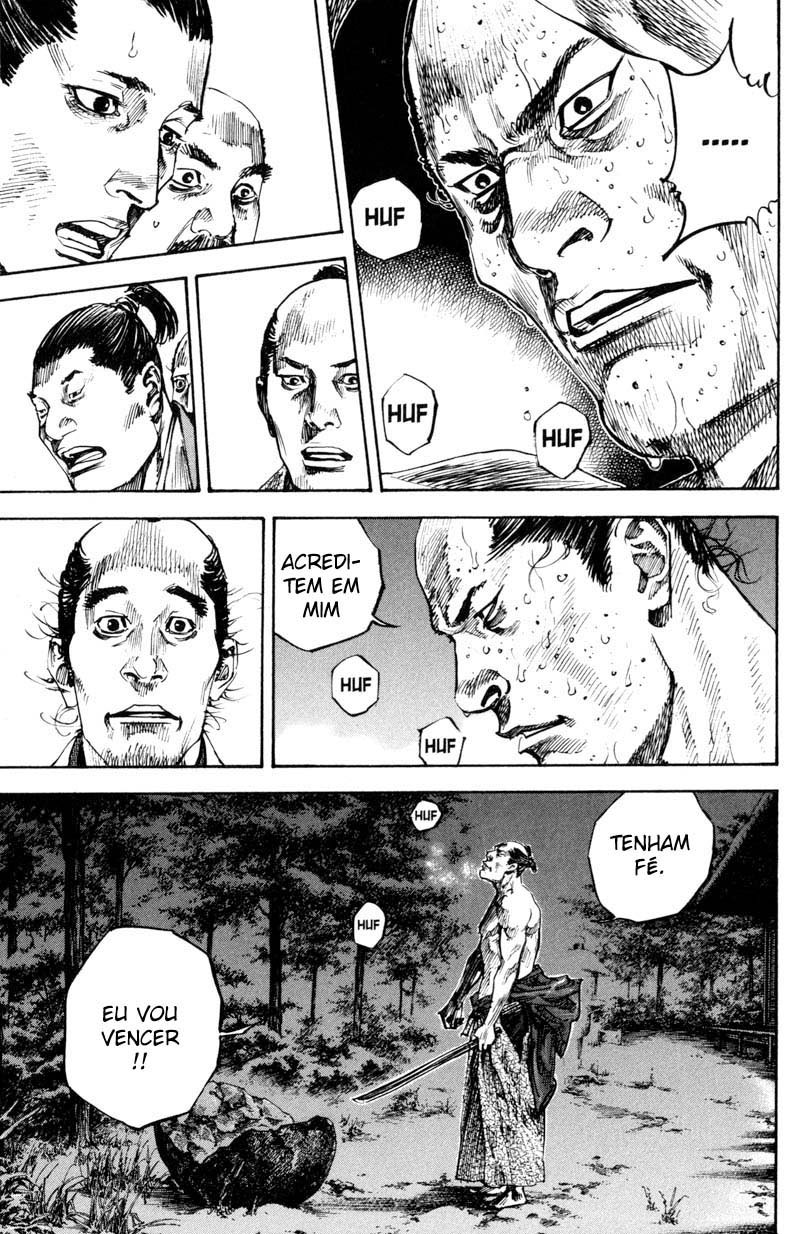 ......
HUF
HUF
HUF
ACREDI-
TEM EM
MIM
HUF
HUF
HUF
TENHAM
FÉ.
HUF
EU VOU
VENCER
!!